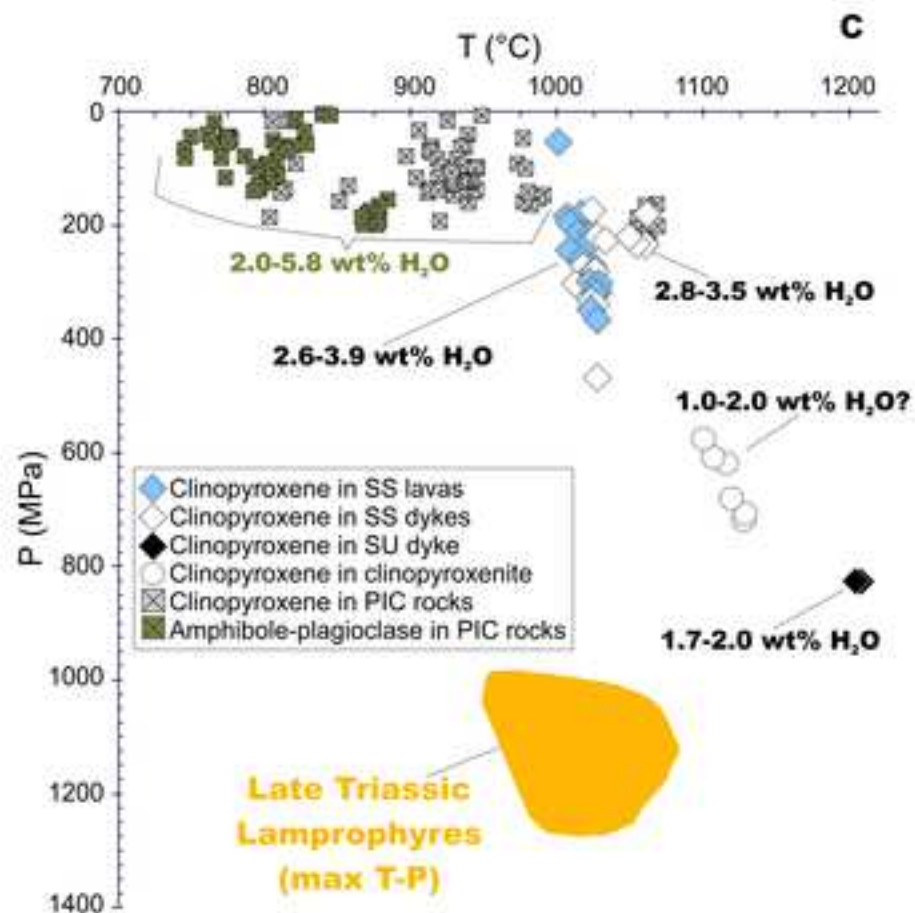 C
T (°C)
700 800 900 1000 1100 1200
0
200
2.0-5.8 wt% H₂O
2.8-3.5 wt% H₂O
400
2.6-3.9 wt% H₂O
1.0-2.0 wt% H₂O?
600
P (MPa)
Clinopyroxene in SS lavas
Clinopyroxene in SS dykes
Clinopyroxene in SU dyke
Clinopyroxene in clinopyroxenite
Clinopyroxene in PIC rocks
Amphibole-plagioclase in PIC rocks
800
1.7-2.0 wt% H₂O
1000
1200
Late Triassic
Lamprophyres
(max T-P)
1400